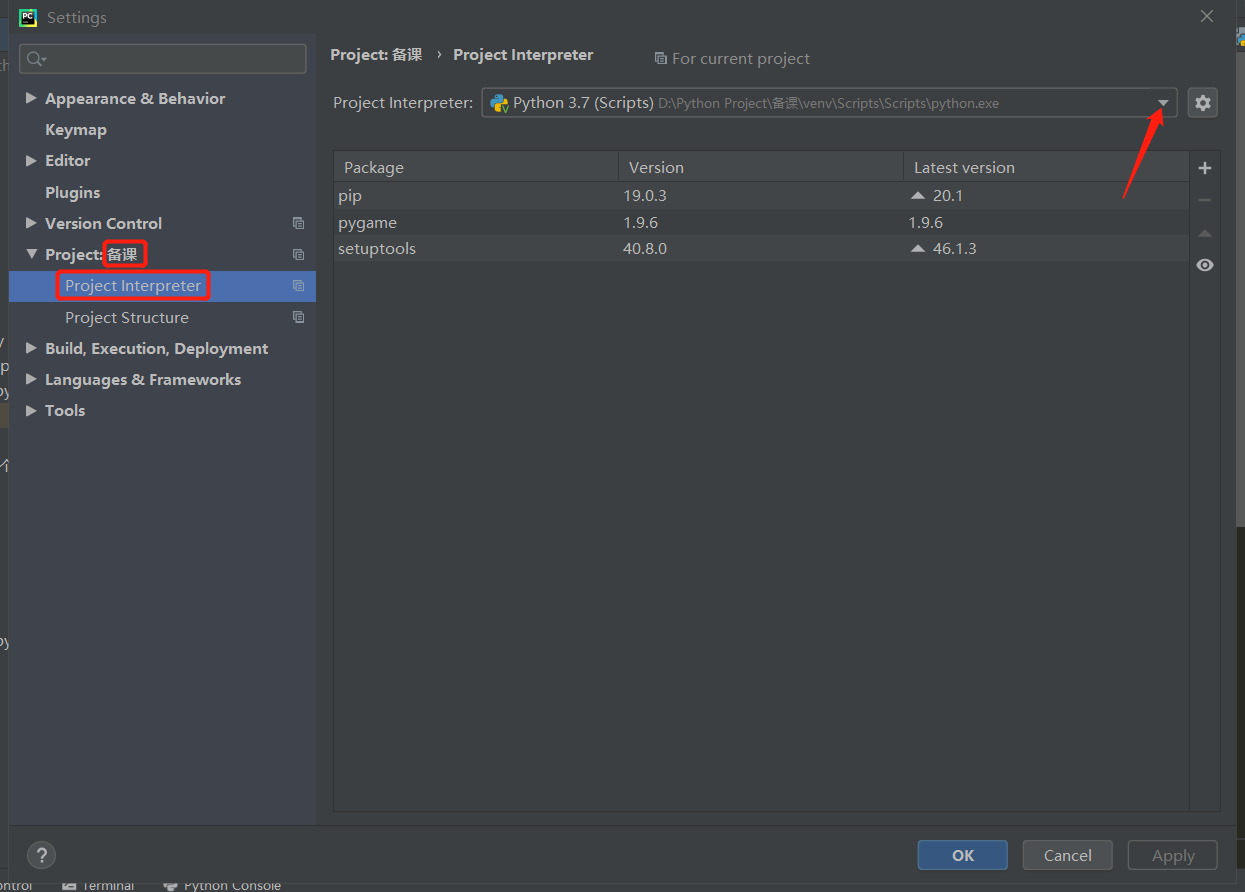 PC Settings
Project: 备课 › Project Interpreter
For current project
Appearance & Behavior
Keymap
Editor
Plugins
Version Control
Project: 备课
Project Interpreter
Project Structure
Build, Execution, Deployment
Languages & Frameworks
Tools
Project Interpreter: Python 3.7 (Scripts) D:\Python Project\备课\venv\Scripts\Scripts\python.exe
Package Version Latest version
pip 19.0.3 20.1
pygame 1.9.6 1.9.6
setuptools 40.8.0 46.1.3
? OK Cancel Apply
Terminal Python Console